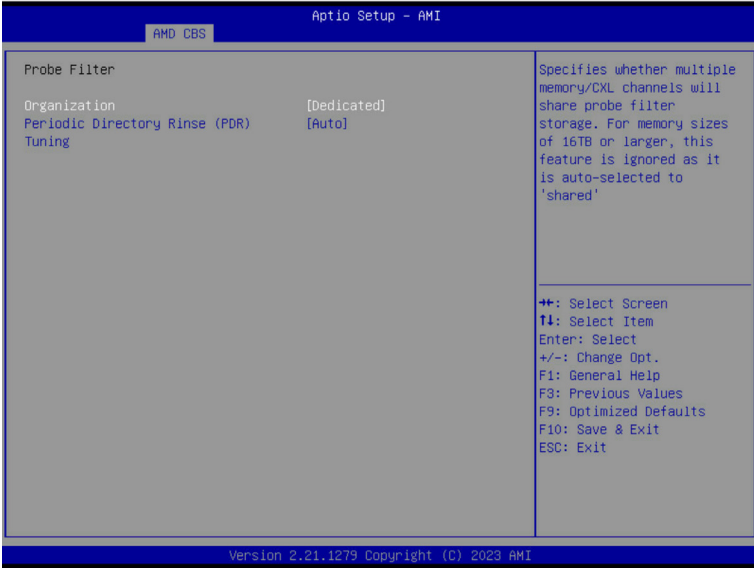 Aptio Setup - AMI
AMD CBS
Probe Filter
Organization [Dedicated]
Periodic Directory Rinse (PDR) [Auto]
Tuning
Specifies whether multiple
memory/CXL channels will
share probe filter
storage. For memory sizes
of 16TB or larger, this
feature is ignored as it
is auto-selected to
'shared'
→←: Select Screen
↑↓: Select Item
Enter: Select
+/-: Change Opt.
F1: General Help
F3: Previous Values
F9: Optimized Defaults
F10: Save & Exit
ESC: Exit
Version 2.21.1279 Copyright (C) 2023 AMI